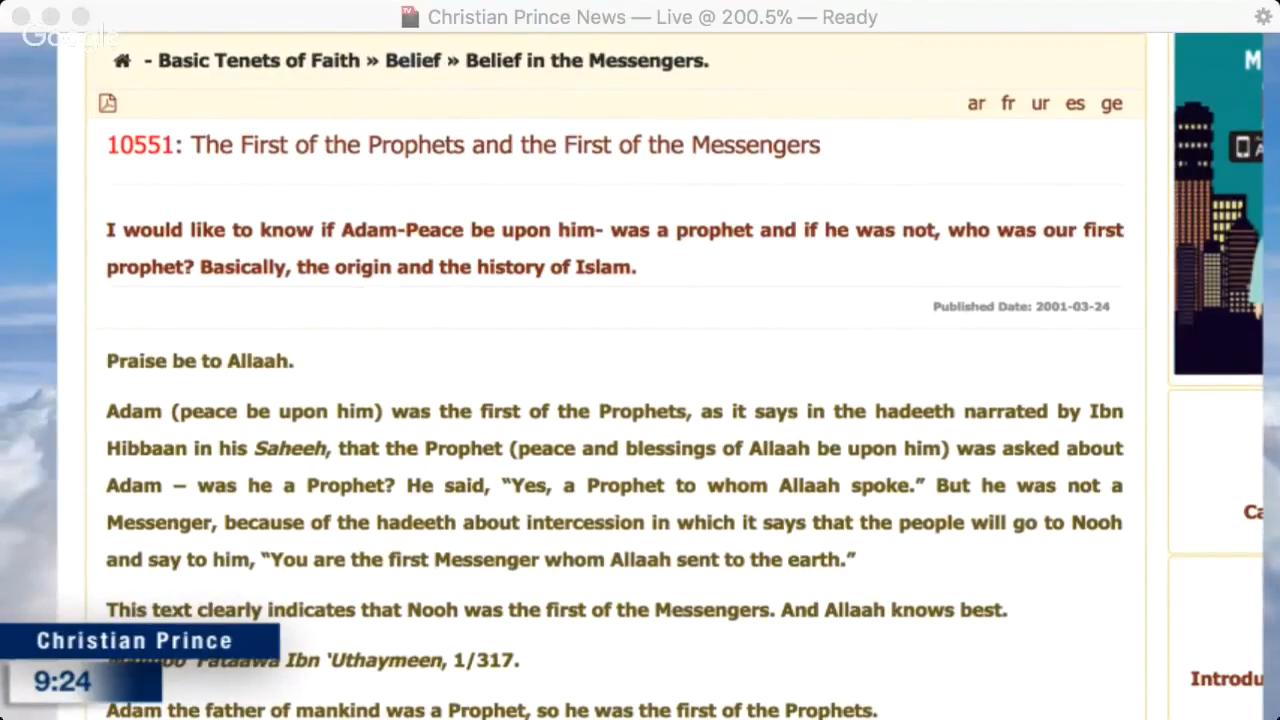 Christian Prince News — Live @ 200.5% — Ready
Google
- Basic Tenets of Faith » Belief » Belief in the Messengers.
ar fr ur es ge
10551: The First of the Prophets and the First of the Messengers
I would like to know if Adam-Peace be upon him- was a prophet and if he was not, who was our first
prophet? Basically, the origin and the history of Islam.
Published Date: 2001-03-24
Praise be to Allaah.
Adam (peace be upon him) was the first of the Prophets, as it says in the hadeeth narrated by Ibn
Hibbaan in his Saheeh, that the Prophet (peace and blessings of Allaah be upon him) was asked about
Adam – was he a Prophet? He said, “Yes, a Prophet to whom Allaah spoke.” But he was not a
Messenger, because of the hadeeth about intercession in which it says that the people will go to Nooh
and say to him, “You are the first Messenger whom Allaah sent to the earth.”
This text clearly indicates that Nooh was the first of the Messengers. And Allaah knows best.
Fataawa Ibn ‘Uthaymeen, 1/317.
Adam the father of mankind was a Prophet, so he was the first of the Prophets.
Christian Prince
9:24
M
A
Ca
Introdu